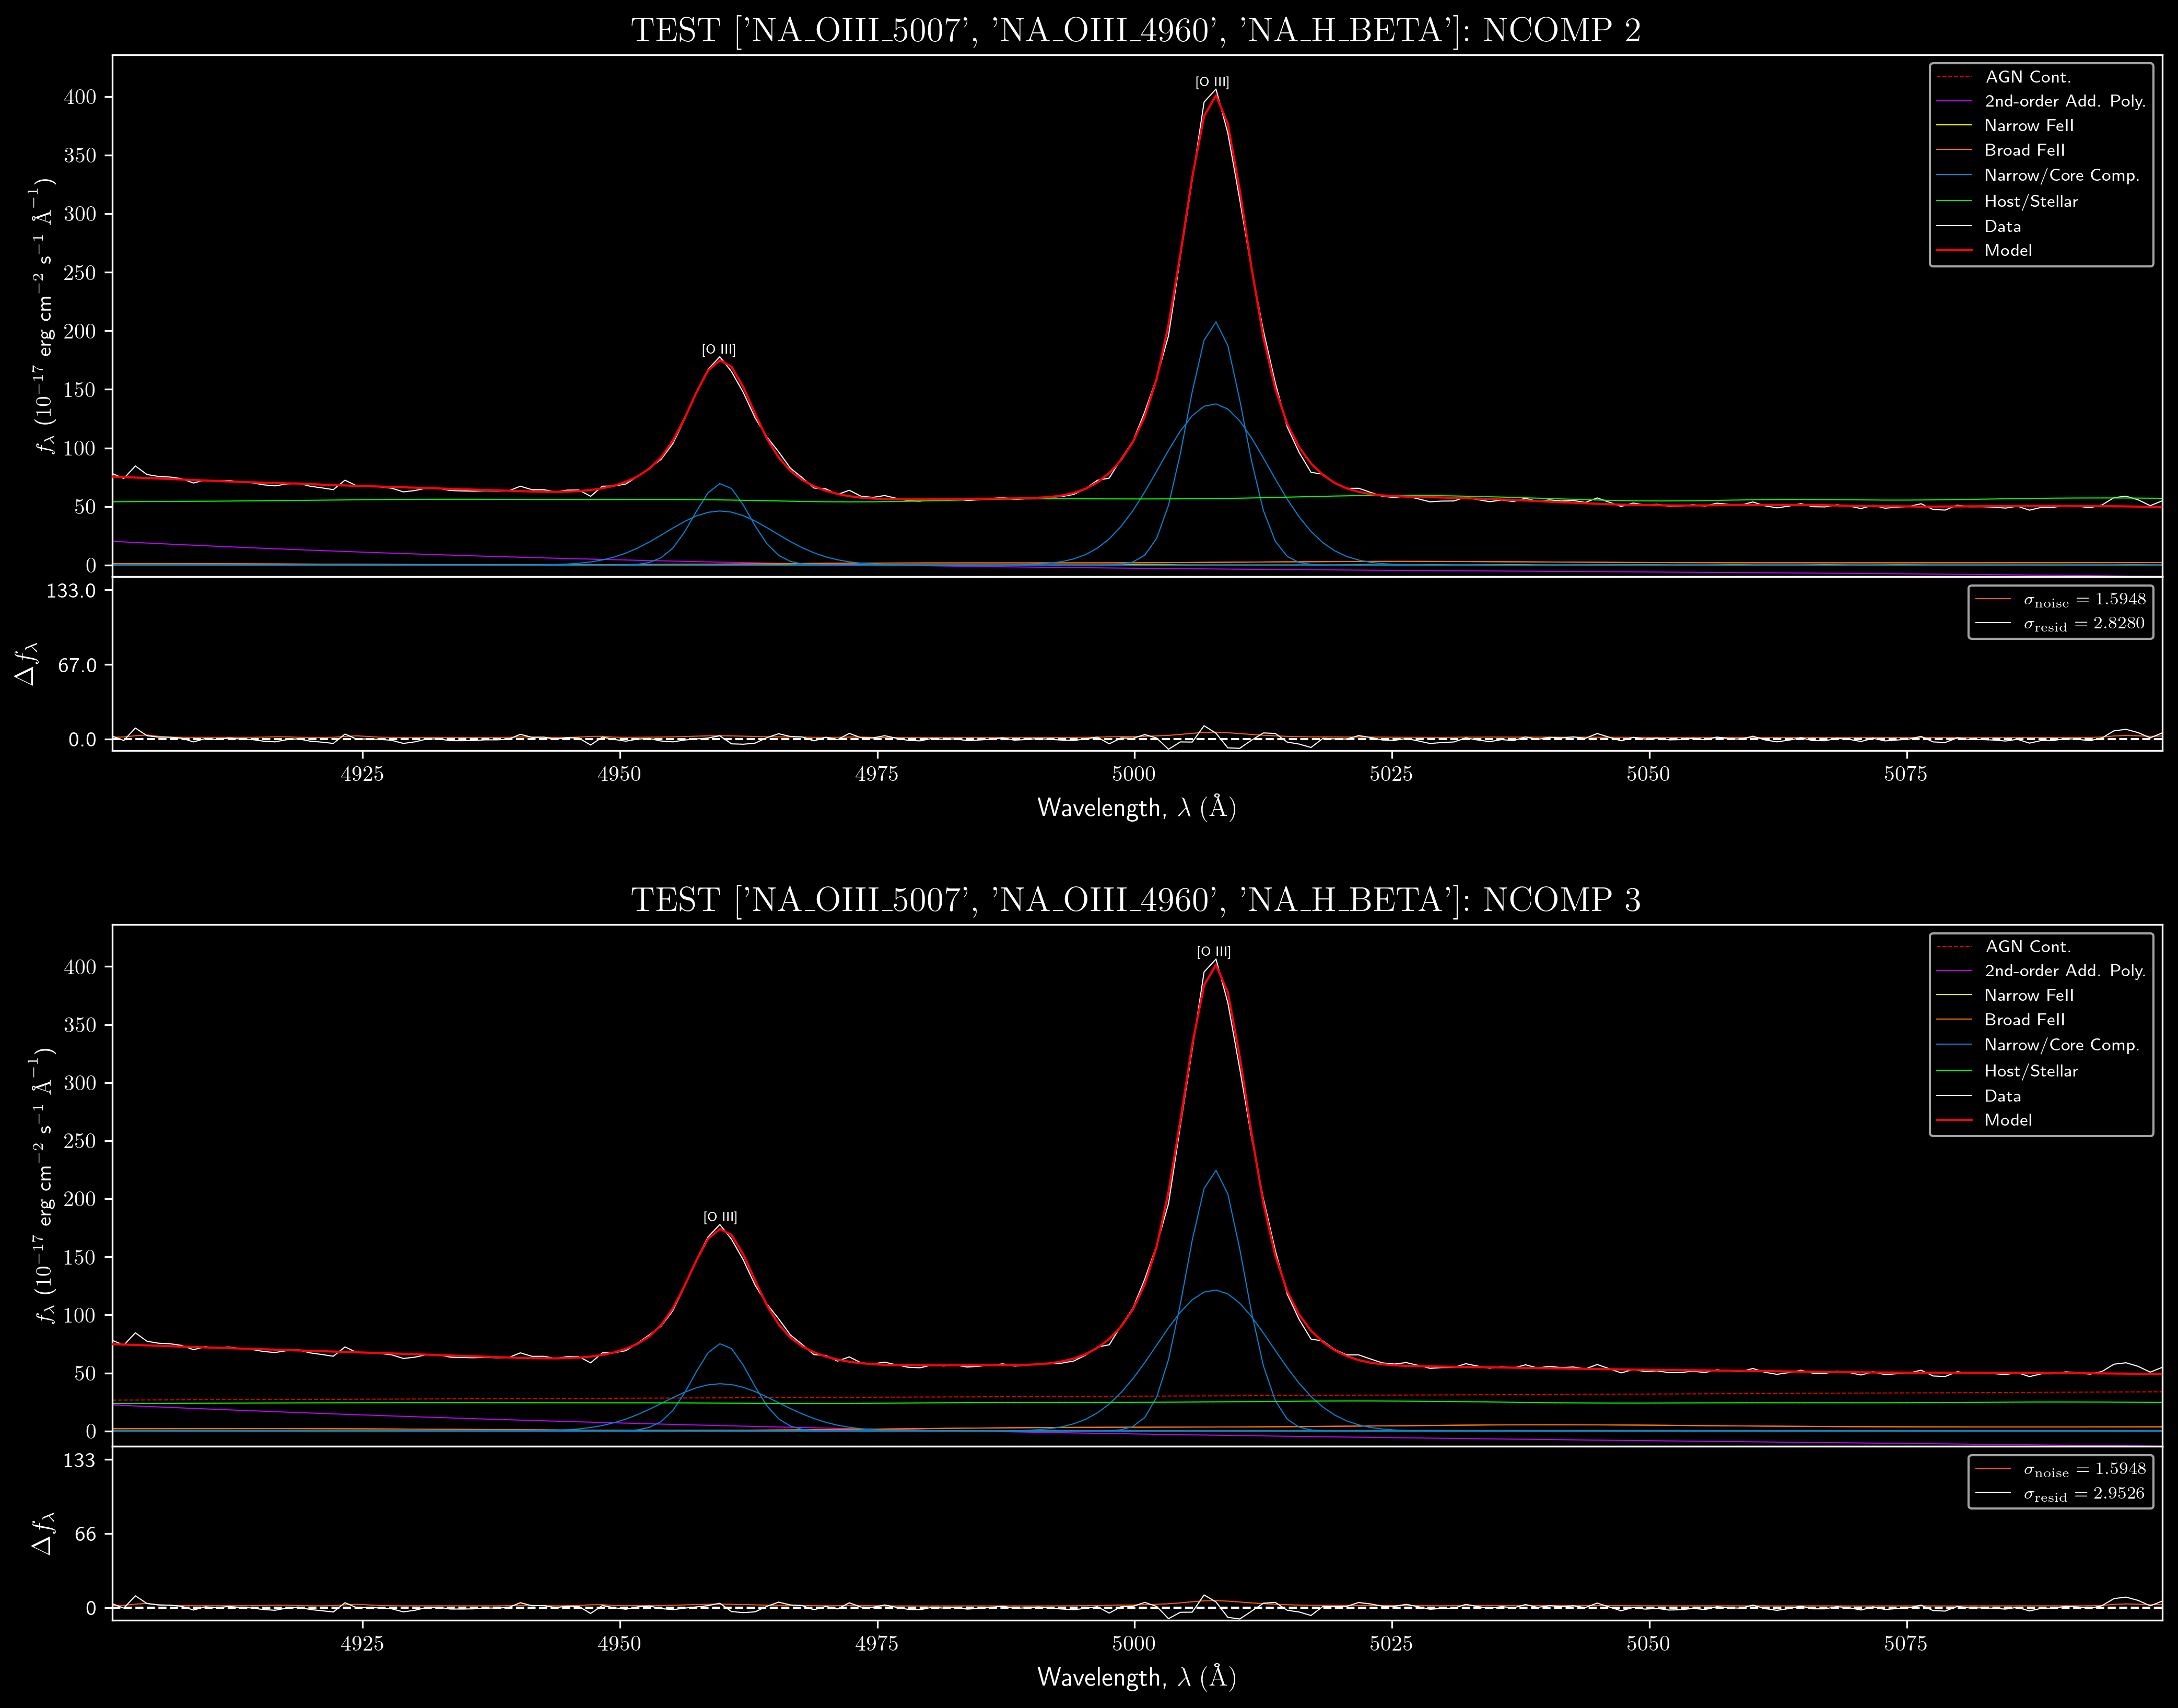 TEST ['NA_OIII_5007', 'NA_OIII_4960', 'NA_H_BETA']: NCOMP 2
[O III]
[O III]
AGN Cont.
2nd-order Add. Poly.
Narrow FeII
Broad FeII
Narrow/Core Comp.
Host/Stellar
Data
Model
400
350
300
250
200
150
100
50
0
f_λ (10^−17 erg cm^−2 s^−1 Å^−1)
σ_noise = 1.5948
σ_resid = 2.8280
133.0
67.0
0.0
Δf_λ
4925 4950 4975 5000 5025 5050 5075
Wavelength, λ (Å)
TEST ['NA_OIII_5007', 'NA_OIII_4960', 'NA_H_BETA']: NCOMP 3
[O III]
[O III]
AGN Cont.
2nd-order Add. Poly.
Narrow FeII
Broad FeII
Narrow/Core Comp.
Host/Stellar
Data
Model
400
350
300
250
200
150
100
50
0
f_λ (10^−17 erg cm^−2 s^−1 Å^−1)
σ_noise = 1.5948
σ_resid = 2.9526
133
66
0
Δf_λ
4925 4950 4975 5000 5025 5050 5075
Wavelength, λ (Å)